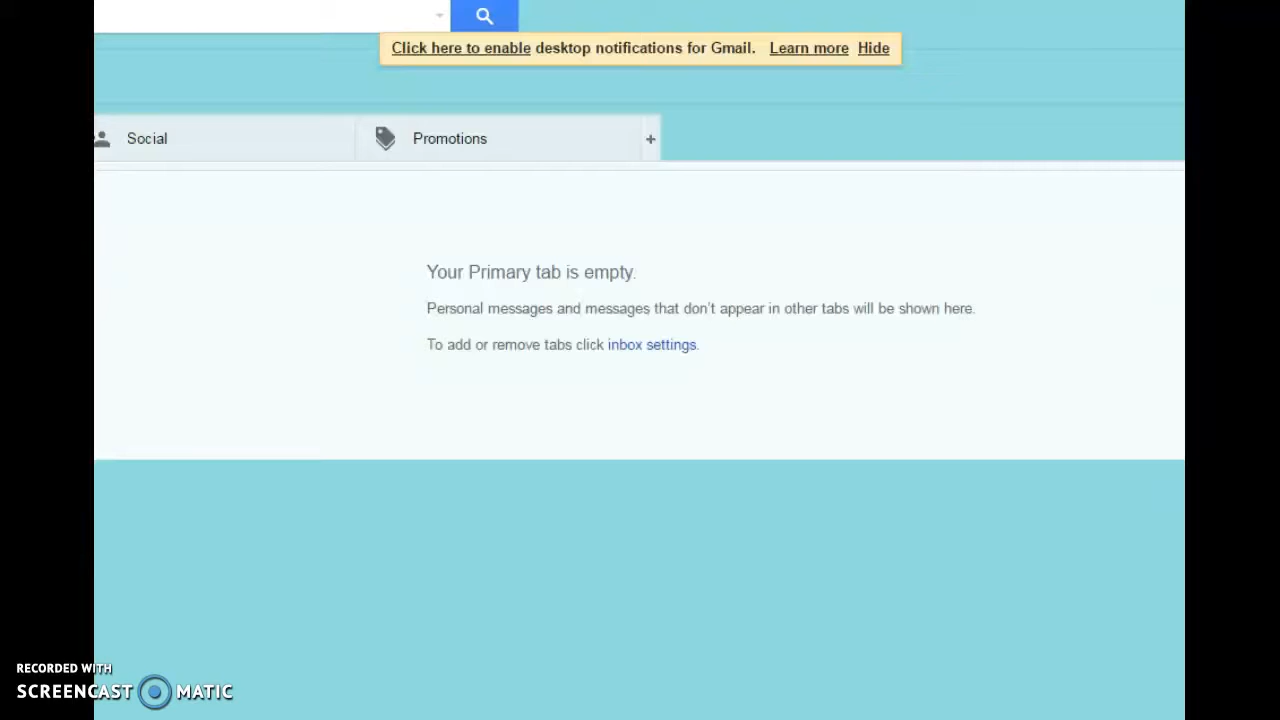 Click here to enable desktop notifications for Gmail. Learn more Hide
Social Promotions +
Your Primary tab is empty.
Personal messages and messages that don't appear in other tabs will be shown here.
To add or remove tabs click inbox settings.
RECORDED WITH
SCREENCAST MATIC